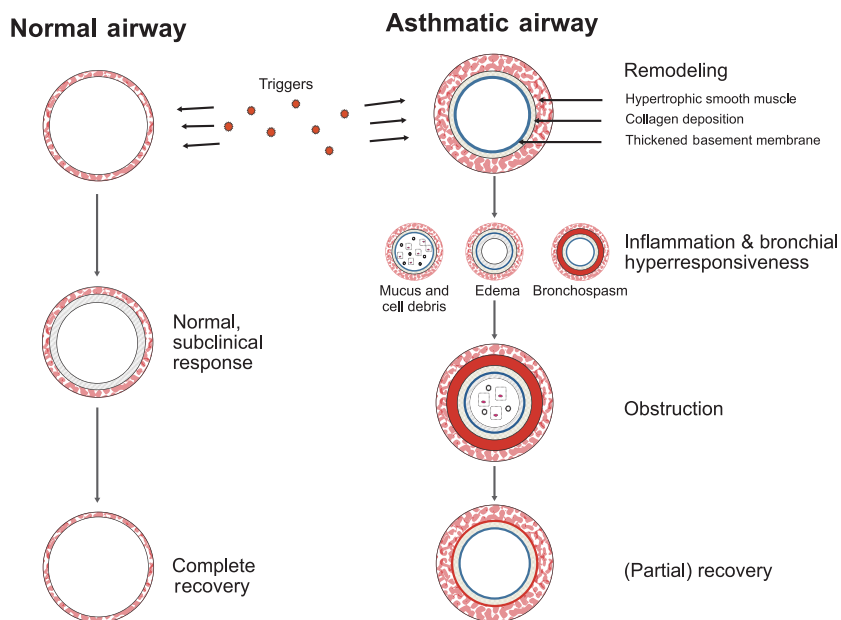 Normal airway
Asthmatic airway
Triggers
Remodeling
Hypertrophic smooth muscle
Collagen deposition
Thickened basement membrane
Mucus and
cell debris
Edema
Bronchospasm
Inflammation & bronchial
hyperresponsiveness
Normal,
subclinical
response
Obstruction
Complete
recovery
(Partial) recovery